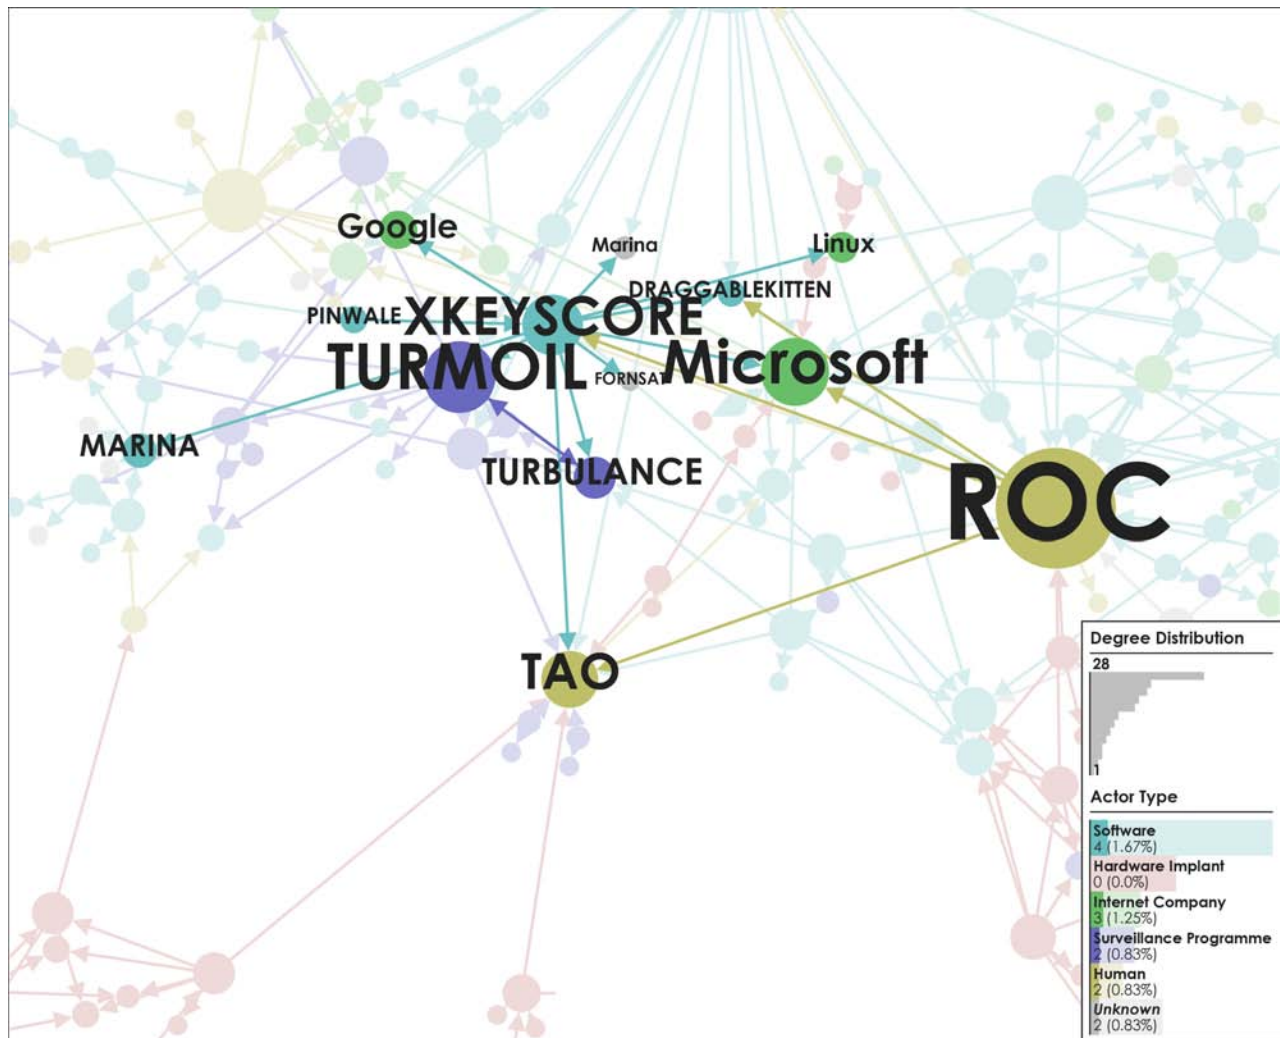 Google
Marina
Linux
DRAGGABLEKITTEN
PINWALE
XKEYSCORE
TURMOIL
FORNSAT
Microsoft
MARINA
TURBULANCE
ROC
TAO
Degree Distribution
28
1
Actor Type
Software
4 (1.67%)
Hardware Implant
0 (0.0%)
Internet Company
3 (1.25%)
Surveillance Programme
2 (0.83%)
Human
2 (0.83%)
Unknown
2 (0.83%)